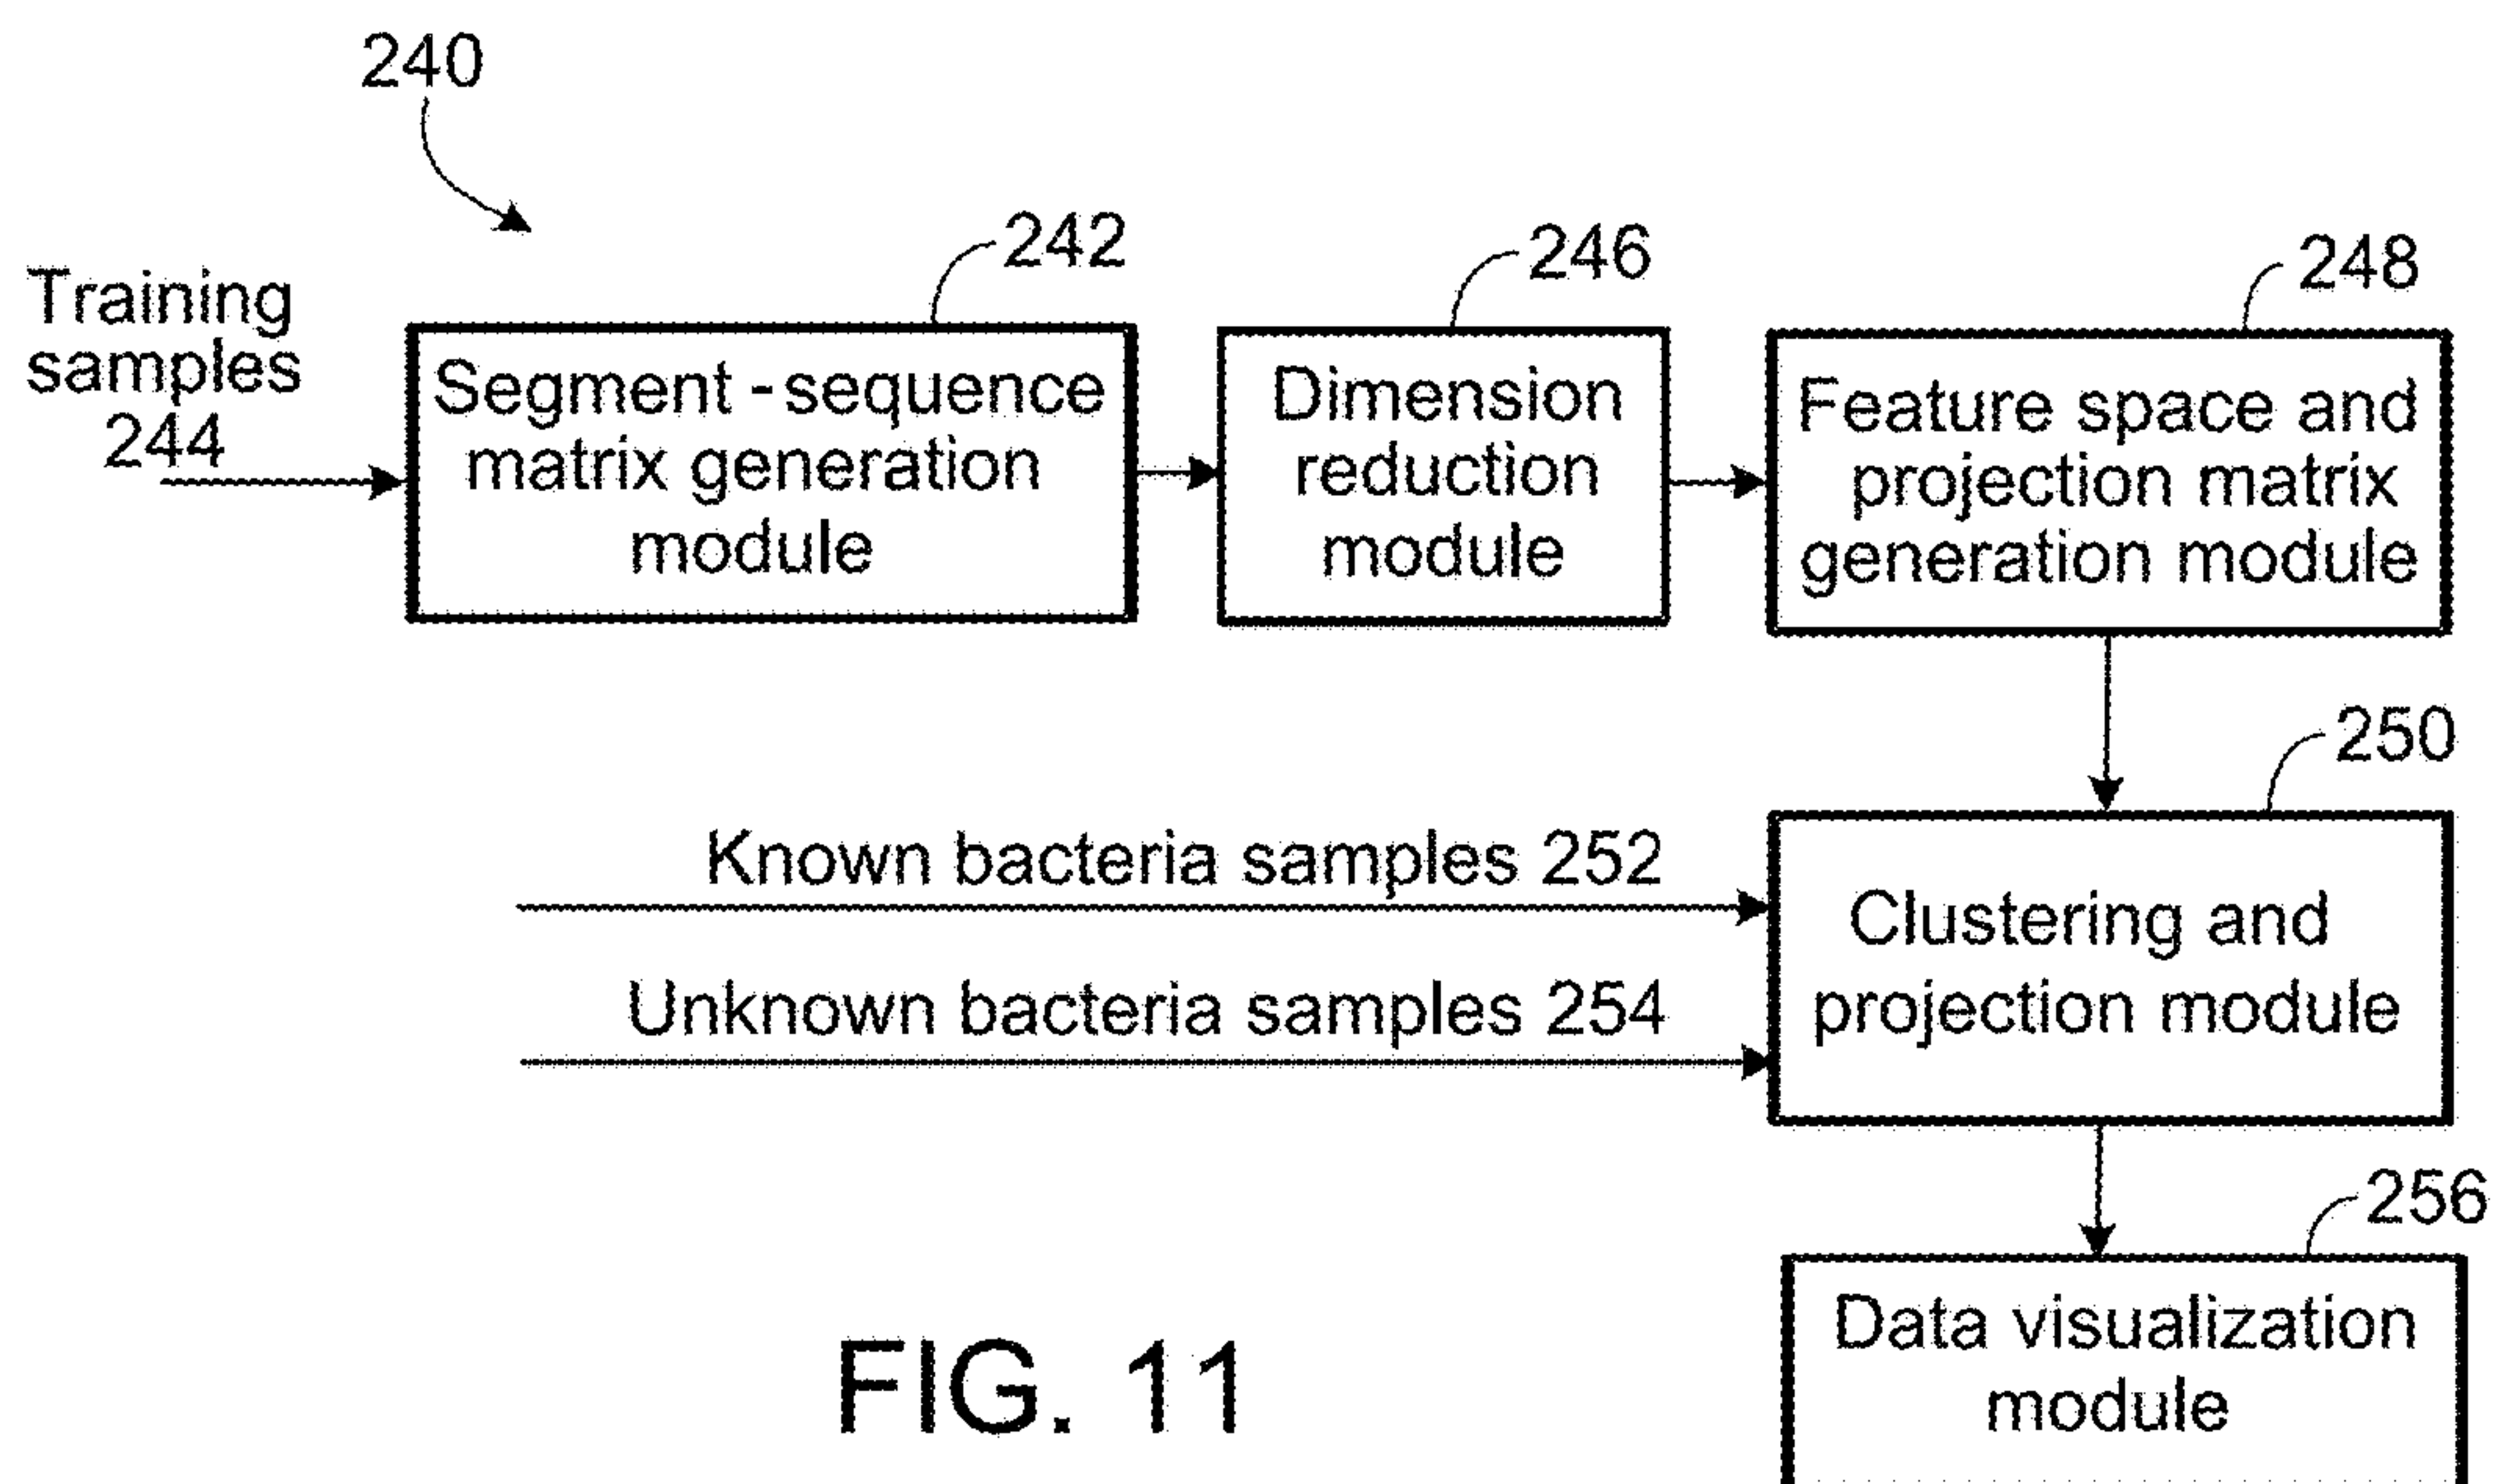 240
242
246
248
Training
samples
244
Segment -sequence
matrix generation
module
Dimension
reduction
module
Feature space and
projection matrix
generation module
250
Known bacteria samples 252
Unknown bacteria samples 254
Clustering and
projection module
256
Data visualization
module
FIG. 11